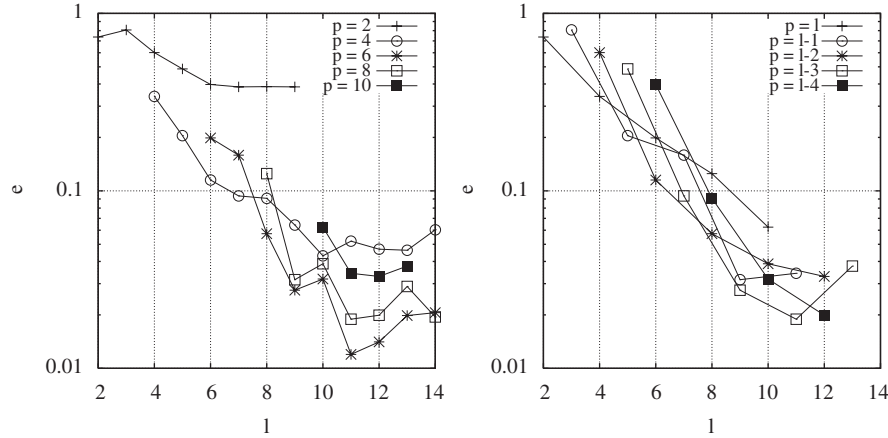 1
0.1
0.01
e
2 4 6 8 10 12 14
l
p = 2
p = 4
p = 6
p = 8
p = 10
1
0.1
0.01
e
2 4 6 8 10 12 14
l
p = l
p = l-1
p = l-2
p = l-3
p = l-4